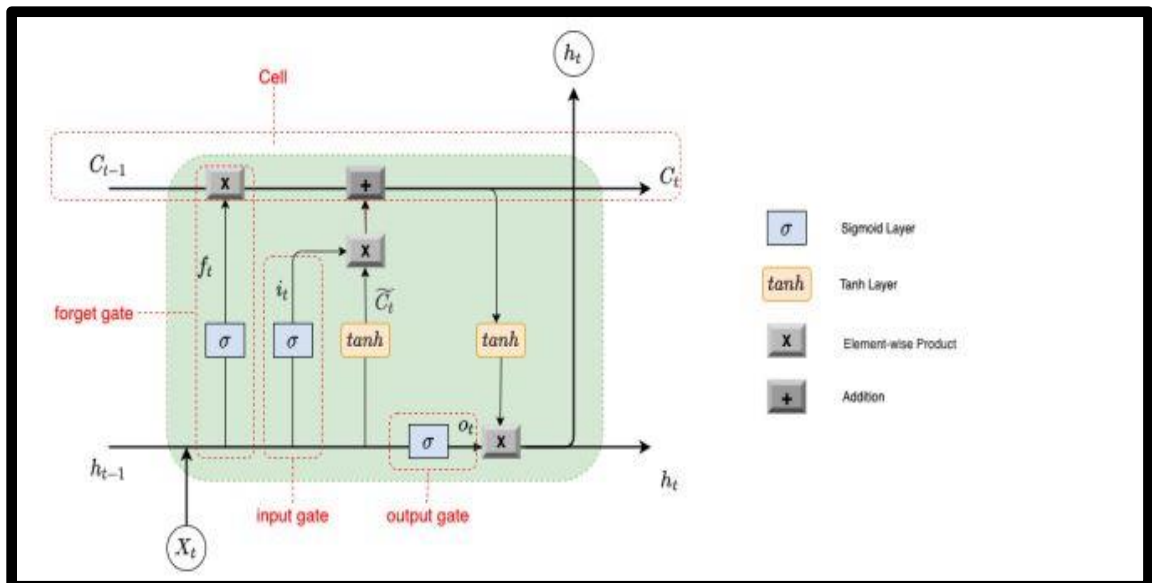 h_t
Cell
C_{t-1}
C_t
x
+
σ
Sigmoid Layer
x
f_t
i_t
C̃_t
tanh
Tanh Layer
forget gate
σ
σ
tanh
tanh
x
Element-wise Product
+
Addition
o_t
σ
x
h_{t-1}
h_t
input gate
output gate
X_t